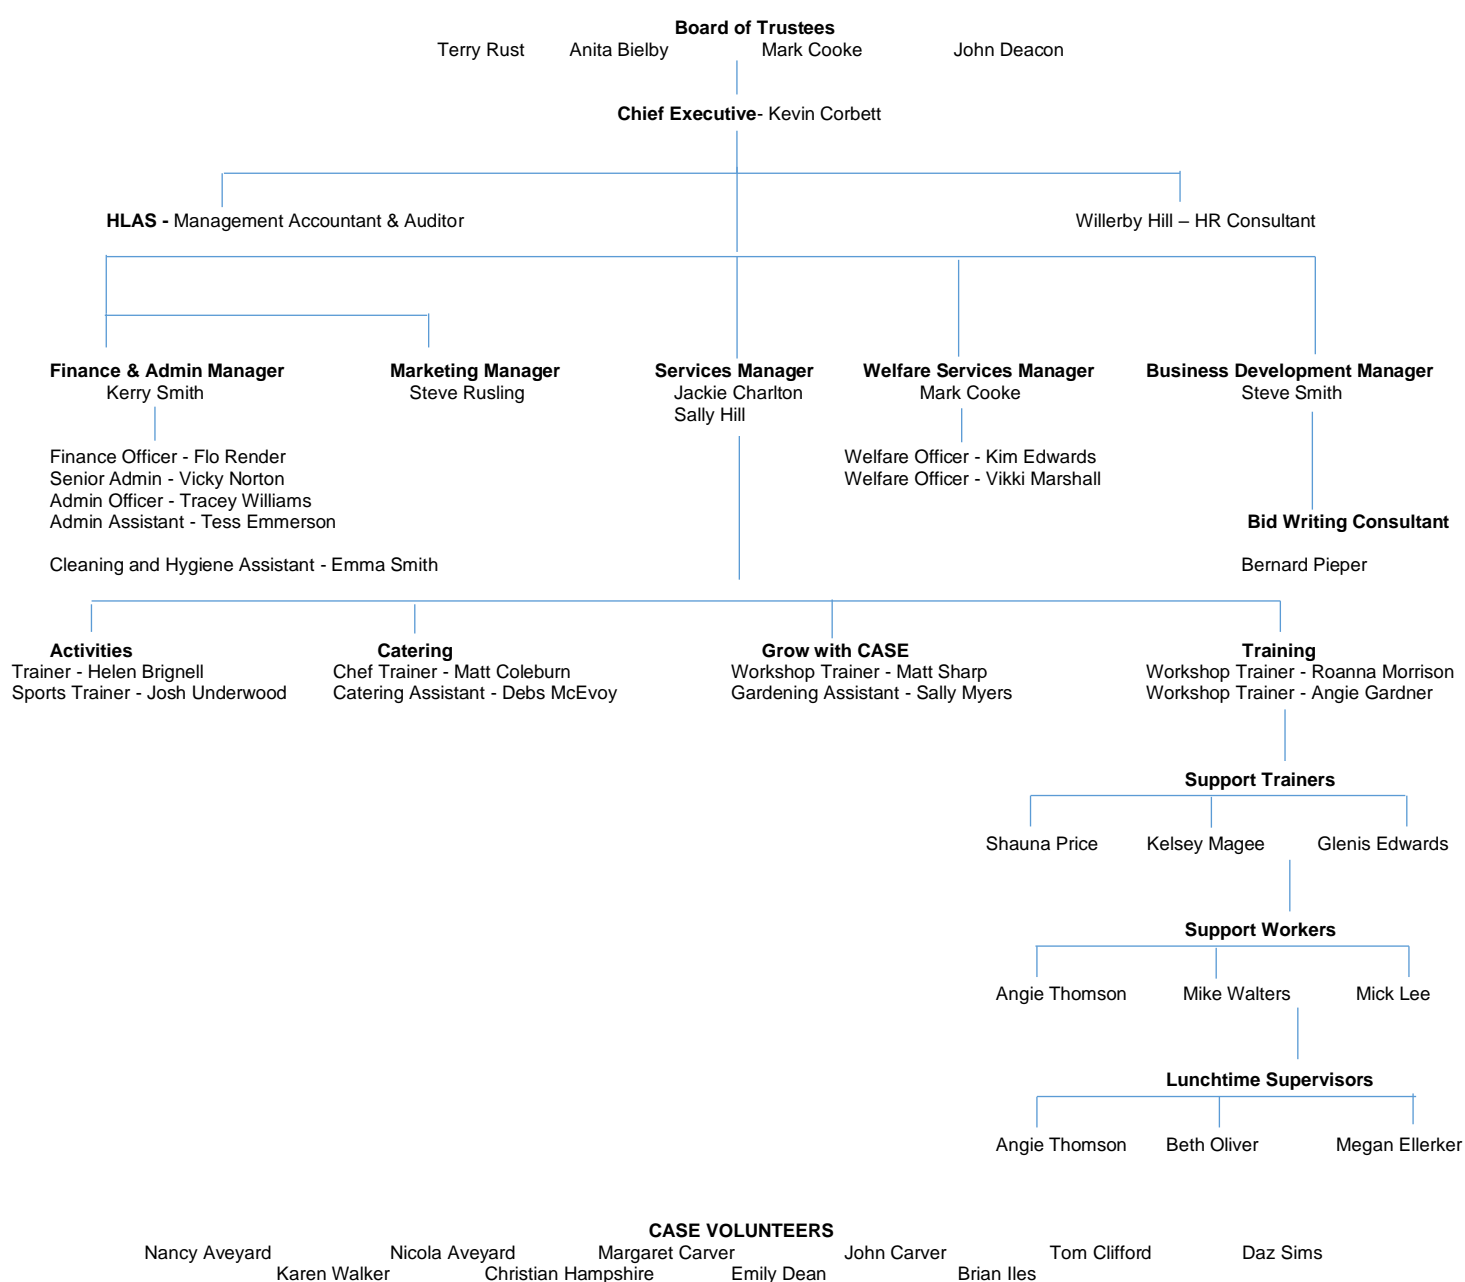 Board of Trustees
Terry Rust Anita Bielby Mark Cooke John Deacon
Chief Executive- Kevin Corbett
HLAS - Management Accountant & Auditor
Willerby Hill – HR Consultant
Finance & Admin Manager
Kerry Smith
Marketing Manager
Steve Rusling
Services Manager
Jackie Charlton
Sally Hill
Welfare Services Manager
Mark Cooke
Business Development Manager
Steve Smith
Finance Officer - Flo Render
Senior Admin - Vicky Norton
Admin Officer - Tracey Williams
Admin Assistant - Tess Emmerson
Cleaning and Hygiene Assistant - Emma Smith
Welfare Officer - Kim Edwards
Welfare Officer - Vikki Marshall
Bid Writing Consultant
Bernard Pieper
Activities
Trainer - Helen Brignell
Sports Trainer - Josh Underwood
Catering
Chef Trainer - Matt Coleburn
Catering Assistant - Debs McEvoy
Grow with CASE
Workshop Trainer - Matt Sharp
Gardening Assistant - Sally Myers
Training
Workshop Trainer - Roanna Morrison
Workshop Trainer - Angie Gardner
Support Trainers
Shauna Price Kelsey Magee Glenis Edwards
Support Workers
Angie Thomson Mike Walters Mick Lee
Lunchtime Supervisors
Angie Thomson Beth Oliver Megan Ellerker
CASE VOLUNTEERS
Nancy Aveyard Nicola Aveyard Margaret Carver John Carver Tom Clifford Daz Sims
Karen Walker Christian Hampshire Emily Dean Brian Iles